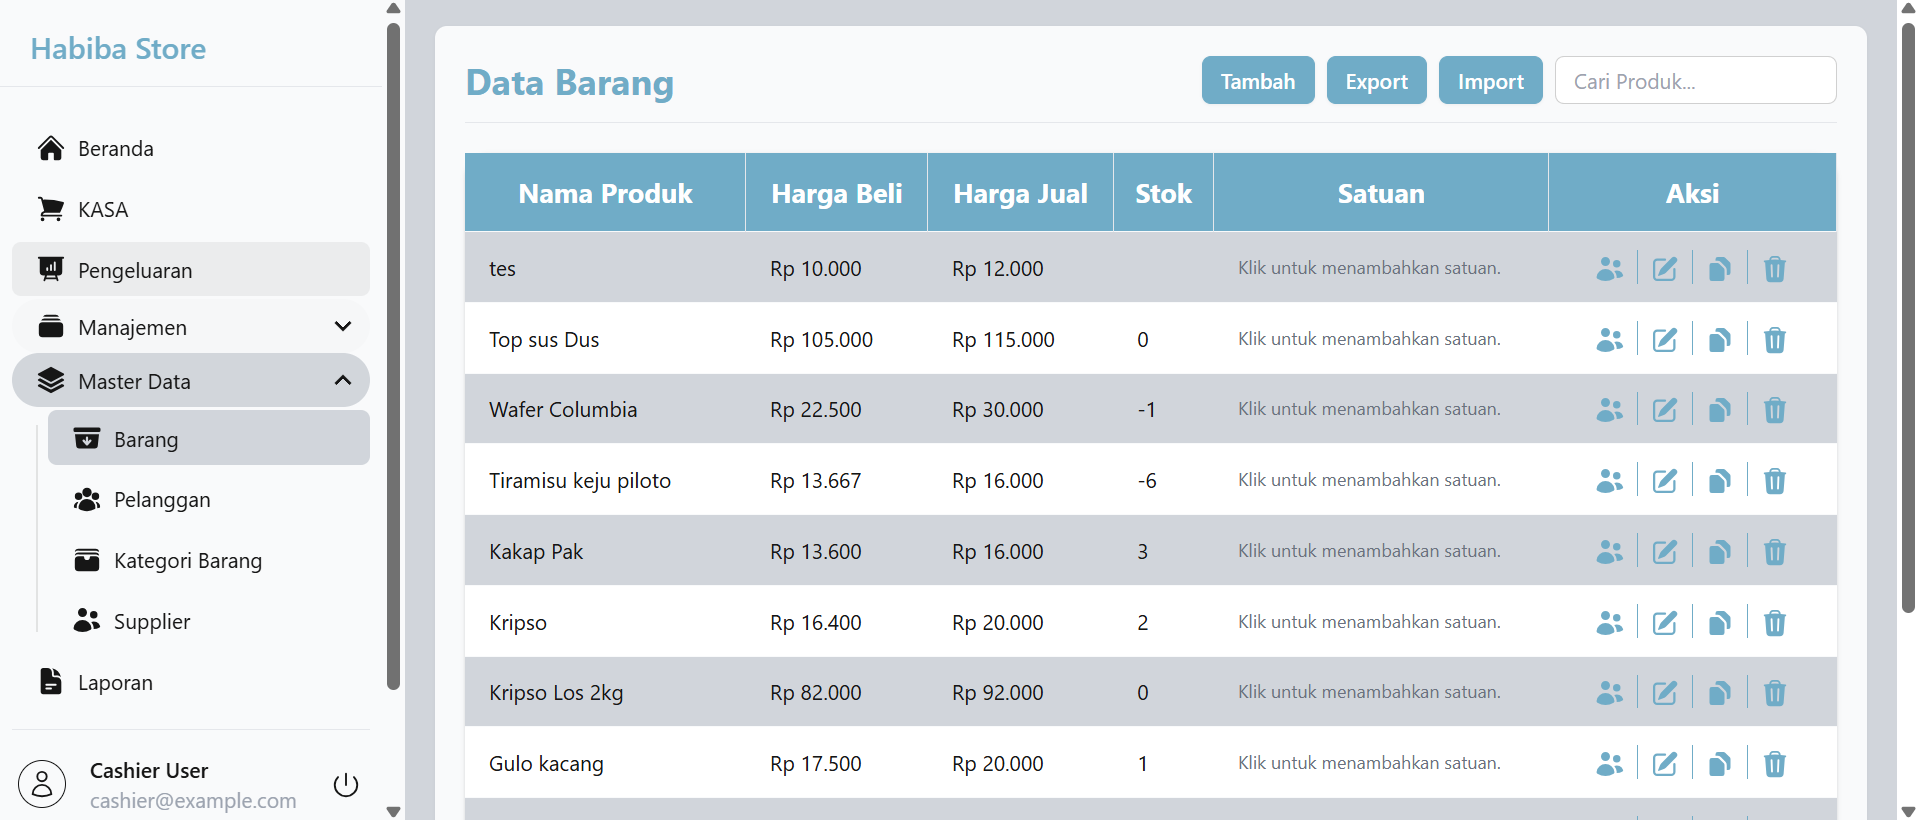 Habiba Store
Beranda
KASA
Pengeluaran
Manajemen
Master Data
Barang
Pelanggan
Kategori Barang
Supplier
Laporan
Cashier User
cashier@example.com
Data Barang
Tambah Export Import Cari Produk...
Nama Produk Harga Beli Harga Jual Stok Satuan Aksi
tes Rp 10.000 Rp 12.000 Klik untuk menambahkan satuan.
Top sus Dus Rp 105.000 Rp 115.000 0 Klik untuk menambahkan satuan.
Wafer Columbia Rp 22.500 Rp 30.000 -1 Klik untuk menambahkan satuan.
Tiramisu keju piloto Rp 13.667 Rp 16.000 -6 Klik untuk menambahkan satuan.
Kakap Pak Rp 13.600 Rp 16.000 3 Klik untuk menambahkan satuan.
Kripso Rp 16.400 Rp 20.000 2 Klik untuk menambahkan satuan.
Kripso Los 2kg Rp 82.000 Rp 92.000 0 Klik untuk menambahkan satuan.
Gulo kacang Rp 17.500 Rp 20.000 1 Klik untuk menambahkan satuan.